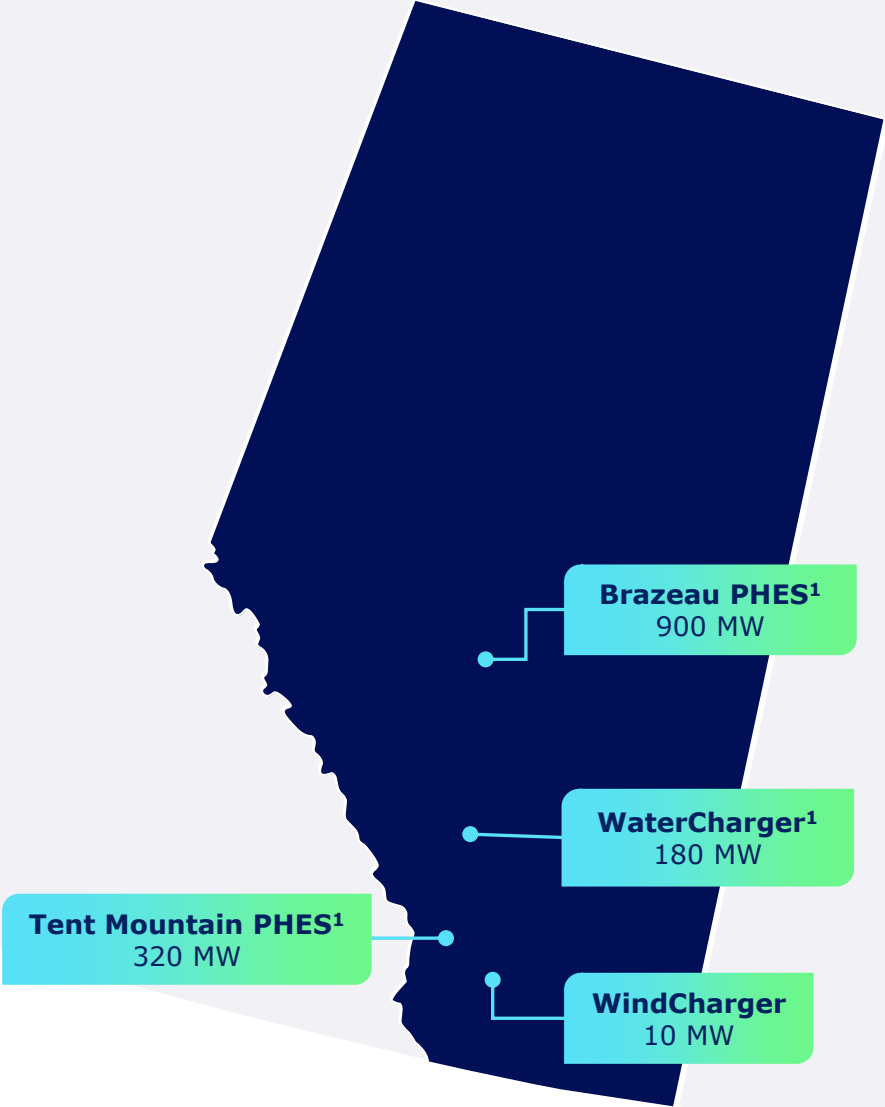 Brazeau PHES¹
900 MW
WaterCharger¹
180 MW
Tent Mountain PHES¹
320 MW
WindCharger
10 MW